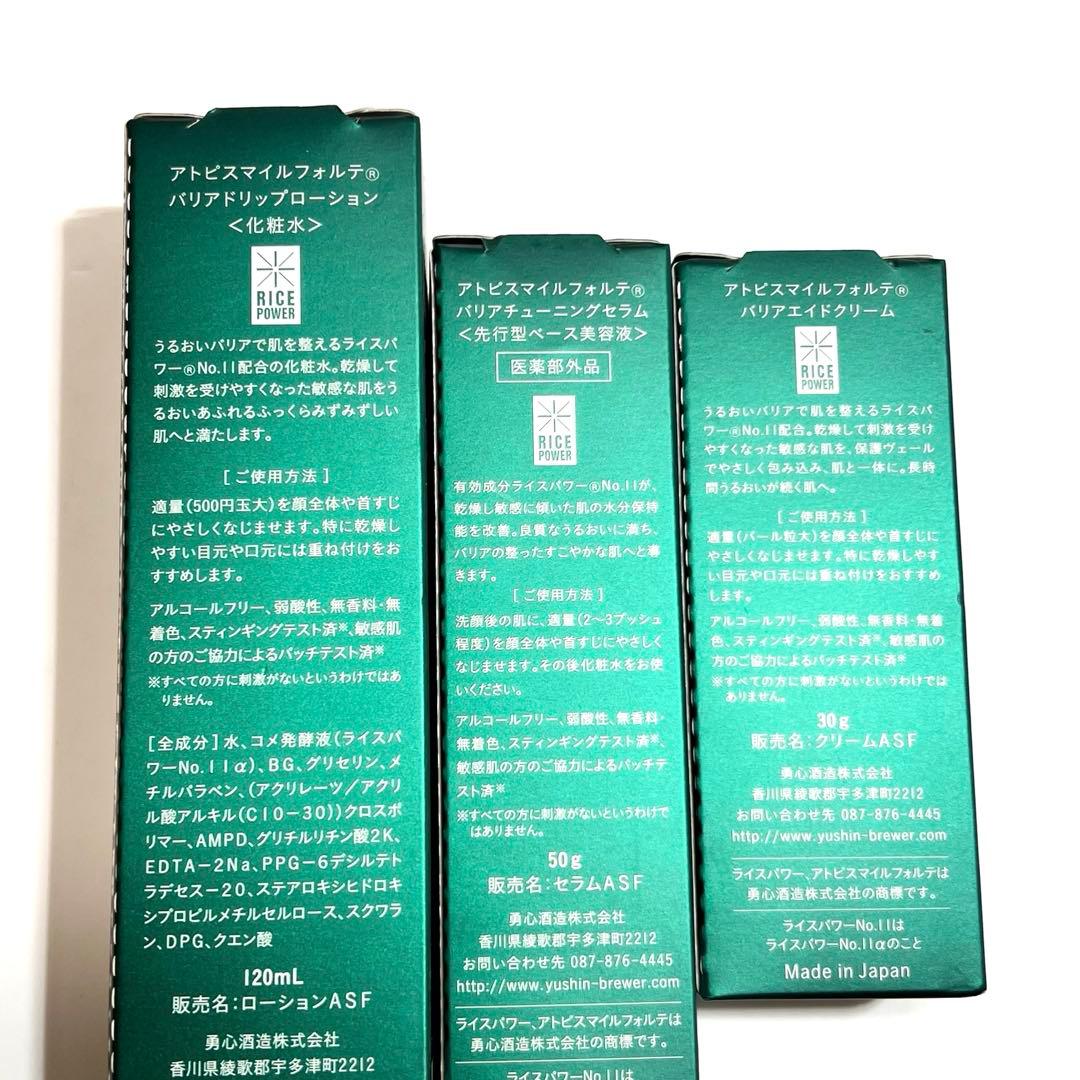 アトピスマイルフォルテ®
バリアドリップローション
＜化粧水＞
RICE
POWER
うるおいバリアで肌を整えるライスパ
ワー®No.11配合の化粧水。乾燥して
刺激を受けやすくなった敏感な肌をう
るおいあふれるふっくらみずみずしい
肌へと満たします。
[ご使用方法]
適量(500円玉大)を顔全体や首すじ
にやさしくなじませます。特に乾燥し
やすい目元や口元には重ね付けをお
すすめします。
アルコールフリー、弱酸性、無香料・無
着色、スティンギングテスト済※、敏感肌
の方のご協力によるパッチテスト済※
※すべての方に刺激がないというわけではあ
りません。
[全成分]水、コメ発酵液(ライスパ
ワーNo.11α)、BG、グリセリン、メ
チルパラベン、(アクリレーツ/アクリ
ル酸アルキル(C10-30))クロスポ
リマー、AMPD、グリチルリチン酸2K、
EDTA-2Na、PPG-6デシルテト
ラデセス-20、ステアロキシヒドロキ
シプロピルメチルセルロース、スクワラ
ン、DPG、クエン酸
120mL
販売名:ローションASF
勇心酒造株式会社
香川県綾歌郡宇多津町2212
アトピスマイルフォルテ®
バリアチューニングセラム
＜先行型ベース美容液＞
医薬部外品
RICE
POWER
有効成分ライスパワー®No.11が、
乾燥し敏感に傾いた肌の水分保持
能を改善。良質なうるおいに満ち、
バリアの整ったすこやかな肌へと導
きます。
[ご使用方法]
洗顔後の肌に、適量(2〜3プッシュ
程度)を顔全体や首すじにやさしく
なじませます。その後化粧水をお使
いください。
アルコールフリー、弱酸性、無香料・
無着色、スティンギングテスト済※、
敏感肌の方のご協力によるパッチテ
スト済※
※すべての方に刺激がないというわけで
はありません。
50g
販売名:セラムASF
勇心酒造株式会社
香川県綾歌郡宇多津町2212
お問い合わせ先 087-876-4445
http://www.yushin-brewer.com
ライスパワー、アトピスマイルフォルテは
勇心酒造株式会社の商標です。
ライスパワーNo.11は
アトピスマイルフォルテ®
バリアエイドクリーム
RICE
POWER
うるおいバリアで肌を整えるライスパ
ワー®No.11配合。乾燥して刺激を受け
やすくなった敏感な肌を、保護ヴェール
でやさしく包み込み、肌と一体に。長時
間うるおいが続く肌へ。
[ご使用方法]
適量(パール粒大)を顔全体や首すじに
やさしくなじませます。特に乾燥しやす
い目元や口元には重ね付けをおすすめ
します。
アルコールフリー、弱酸性、無香料・無着
色、スティンギングテスト済※、敏感肌の
方のご協力によるパッチテスト済※
※すべての方に刺激がないというわけでは
ありません。
30g
販売名:クリームASF
勇心酒造株式会社
香川県綾歌郡宇多津町2212
お問い合わせ先 087-876-4445
http://www.yushin-brewer.com
ライスパワー、アトピスマイルフォルテは
勇心酒造株式会社の商標です。
ライスパワーNo.11は
ライスパワーNo.11αのこと
Made in Japan